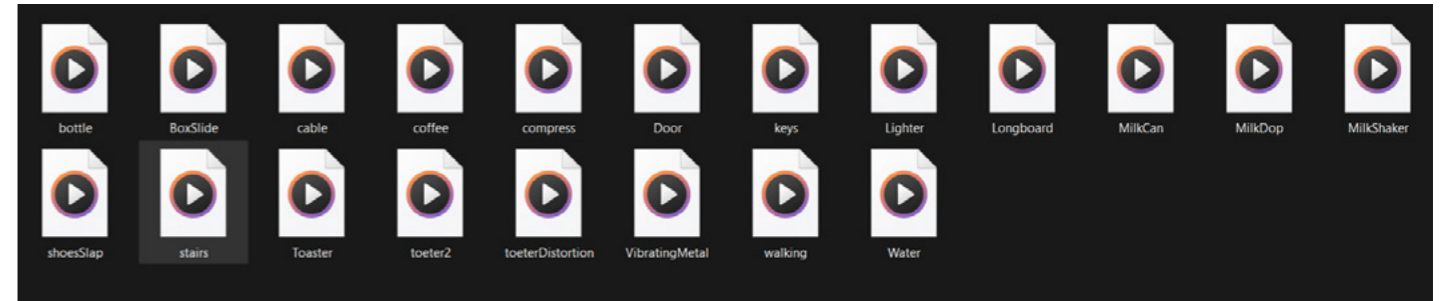 bottle BoxSlide cable coffee compress Door keys Lighter Longboard MilkCan MilkDop MilkShaker
shoesSlap stairs Toaster toeter2 toeterDistortion VibratingMetal walking Water